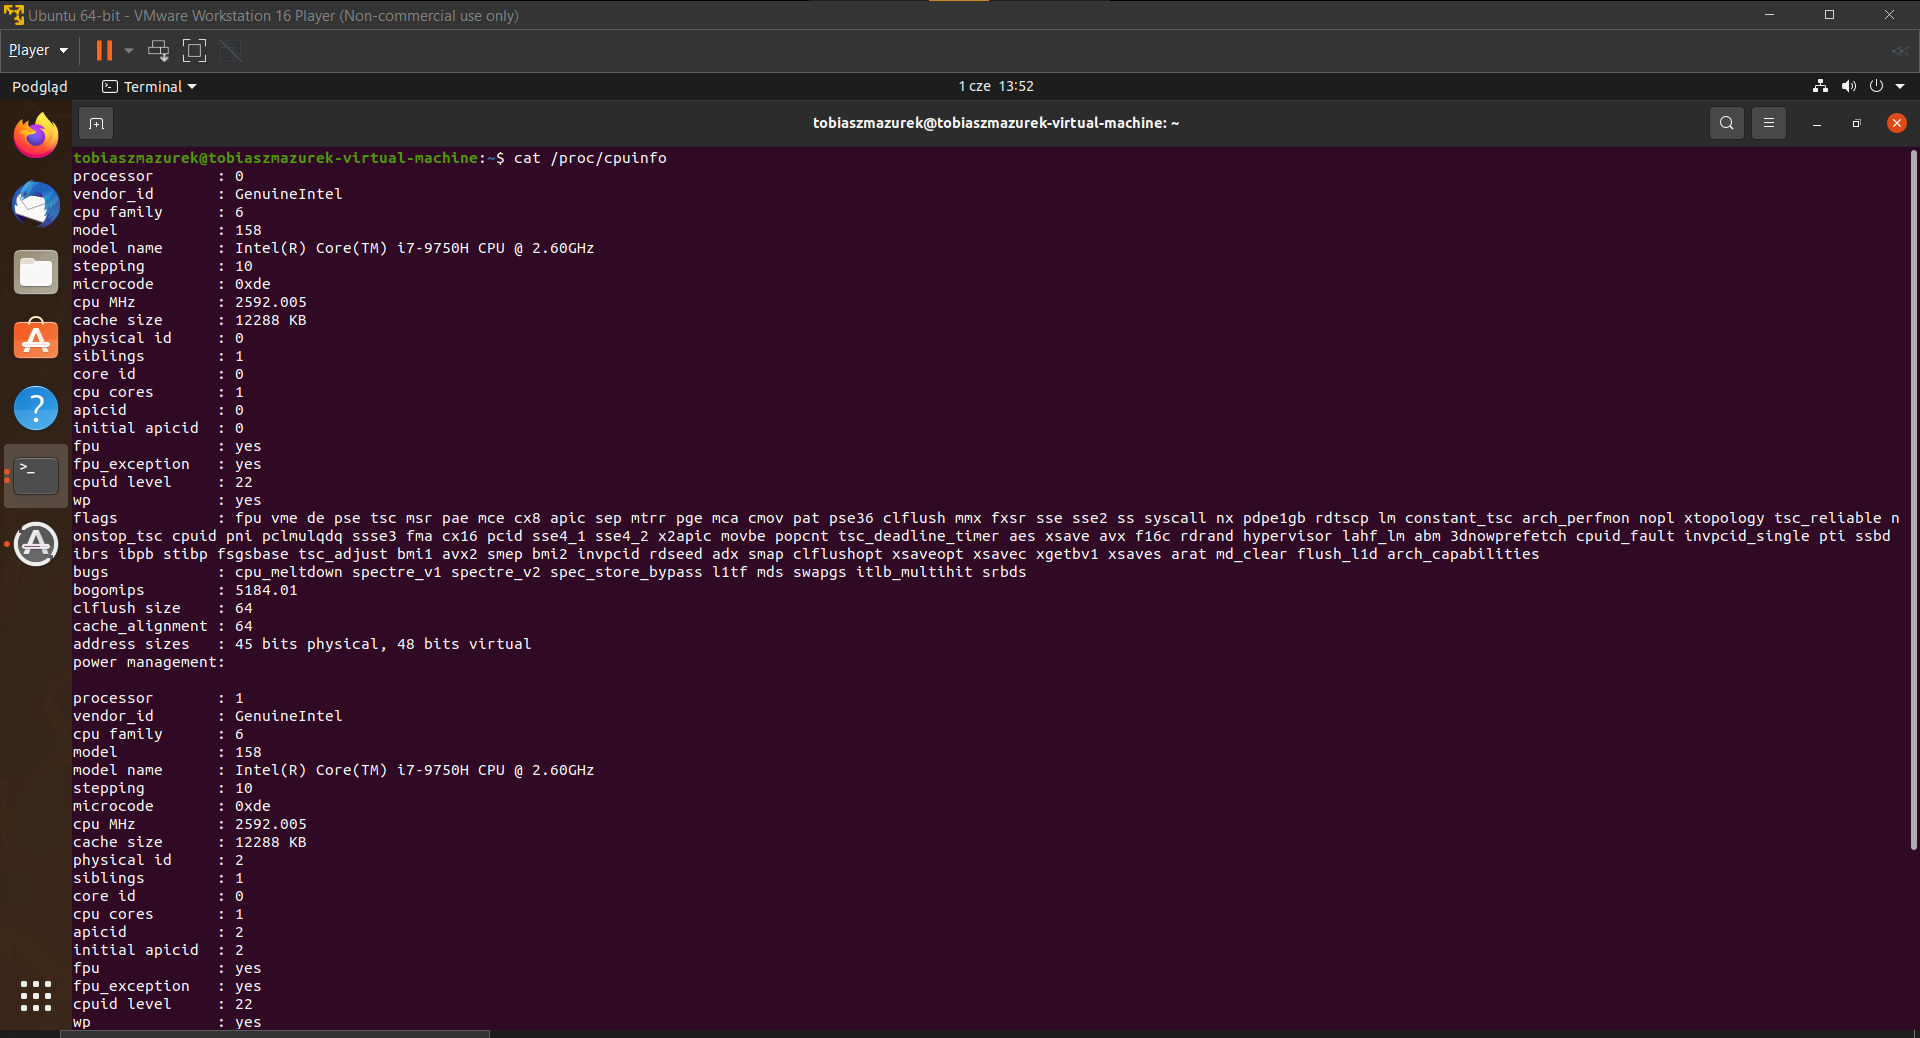 Ubuntu 64-bit - VMware Workstation 16 Player (Non-commercial use only)
Player
Podgląd
Terminal
1 cze 13:52
tobiaszmazurek@tobiaszmazurek-virtual-machine: ~
tobiaszmazurek@tobiaszmazurek-virtual-machine:~$ cat /proc/cpuinfo
processor : 0
vendor_id : GenuineIntel
cpu family : 6
model : 158
model name : Intel(R) Core(TM) i7-9750H CPU @ 2.60GHz
stepping : 10
microcode : 0xde
cpu MHz : 2592.005
cache size : 12288 KB
physical id : 0
siblings : 1
core id : 0
cpu cores : 1
apicid : 0
initial apicid : 0
fpu : yes
fpu_exception : yes
cpuid level : 22
wp : yes
flags : fpu vme de pse tsc msr pae mce cx8 apic sep mtrr pge mca cmov pat pse36 clflush mmx fxsr sse sse2 ss syscall nx pdpe1gb rdtscp lm constant_tsc arch_perfmon nopl xtopology tsc_reliable n
onstop_tsc cpuid pni pclmulqdq ssse3 fma cx16 pcid sse4_1 sse4_2 x2apic movbe popcnt tsc_deadline_timer aes xsave avx f16c rdrand hypervisor lahf_lm abm 3dnowprefetch cpuid_fault invpcid_single pti ssbd
ibrs ibpb stibp fsgsbase tsc_adjust bmi1 avx2 smep bmi2 invpcid rdseed adx smap clflushopt xsaveopt xsavec xgetbv1 xsaves arat md_clear flush_l1d arch_capabilities
bugs : cpu_meltdown spectre_v1 spectre_v2 spec_store_bypass l1tf mds swapgs itlb_multihit srbds
bogomips : 5184.01
clflush size : 64
cache_alignment : 64
address sizes : 45 bits physical, 48 bits virtual
power management:
processor : 1
vendor_id : GenuineIntel
cpu family : 6
model : 158
model name : Intel(R) Core(TM) i7-9750H CPU @ 2.60GHz
stepping : 10
microcode : 0xde
cpu MHz : 2592.005
cache size : 12288 KB
physical id : 2
siblings : 1
core id : 0
cpu cores : 1
apicid : 2
initial apicid : 2
fpu : yes
fpu_exception : yes
cpuid level : 22
wp : yes